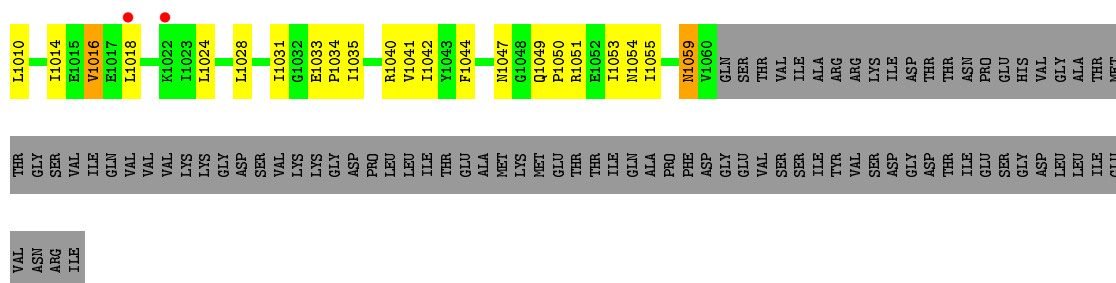 L1010 I1014 E1015 V1016 E1017 L1018 K1022 I1023 L1024 L1028 I1031 G1032 E1033 P1034 I1035 R1040 V1041 I1042 Y1043 F1044 N1047 G1048 Q1049 P1050 R1051 E1052 I1053 N1054 I1055 N1059 V1060 GLN SER THR VAL ILE ALA ARG ARG LYS ILE ASP THR THR ASN PRO GLU HIS VAL GLY ALA THR MET
THR GLY SER VAL ILE GLN VAL VAL VAL LYS LYS GLY ASP SER VAL LYS LYS GLY ASP PRO LEU LEU ILE THR GLU ALA MET LYS MET GLU THR THR ILE GLN ALA PRO PHE ASP GLY GLU VAL SER SER ILE TYR VAL SER ASP GLY ASP THR ILE GLU SER GLY ASP LEU LEU ILE GLU
VAL ASN ARG ILE